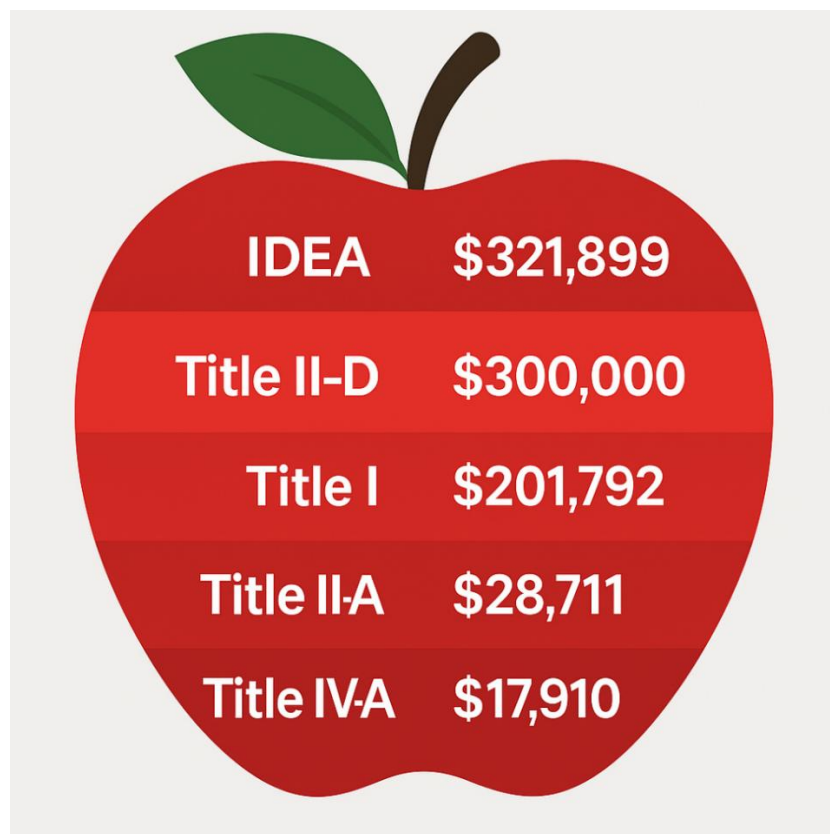 IDEA $321,899
Title II-D $300,000
Title I $201,792
Title II-A $28,711
Title IV-A $17,910